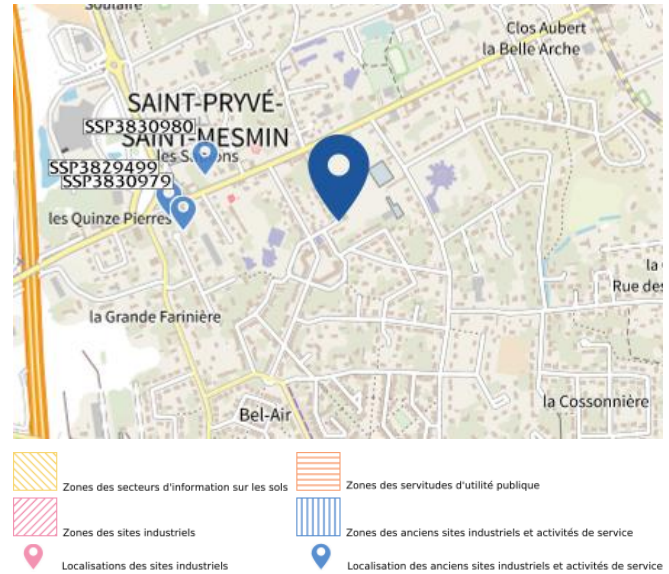 Clos Aubert
la Belle Arche
SAINT-PRYVÉ-
SSP3830980
SAINT-MESMIN
SSP3829499
SSP3830979
les Quinze Pierres
la Grande Farinière
Rue des
la Cossonnière
Bel-Air
Zones des secteurs d'information sur les sols
Zones des servitudes d'utilité publique
Zones des sites industriels
Zones des anciens sites industriels et activités de service
Localisations des sites industriels
Localisation des anciens sites industriels et activités de service